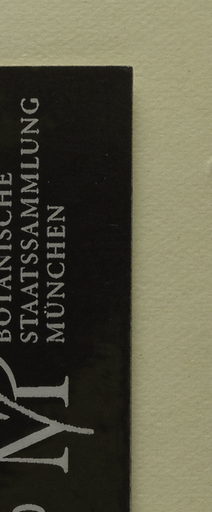 BOTANISCHE
STAATSSAMMLUNG
MÜNCHEN
M